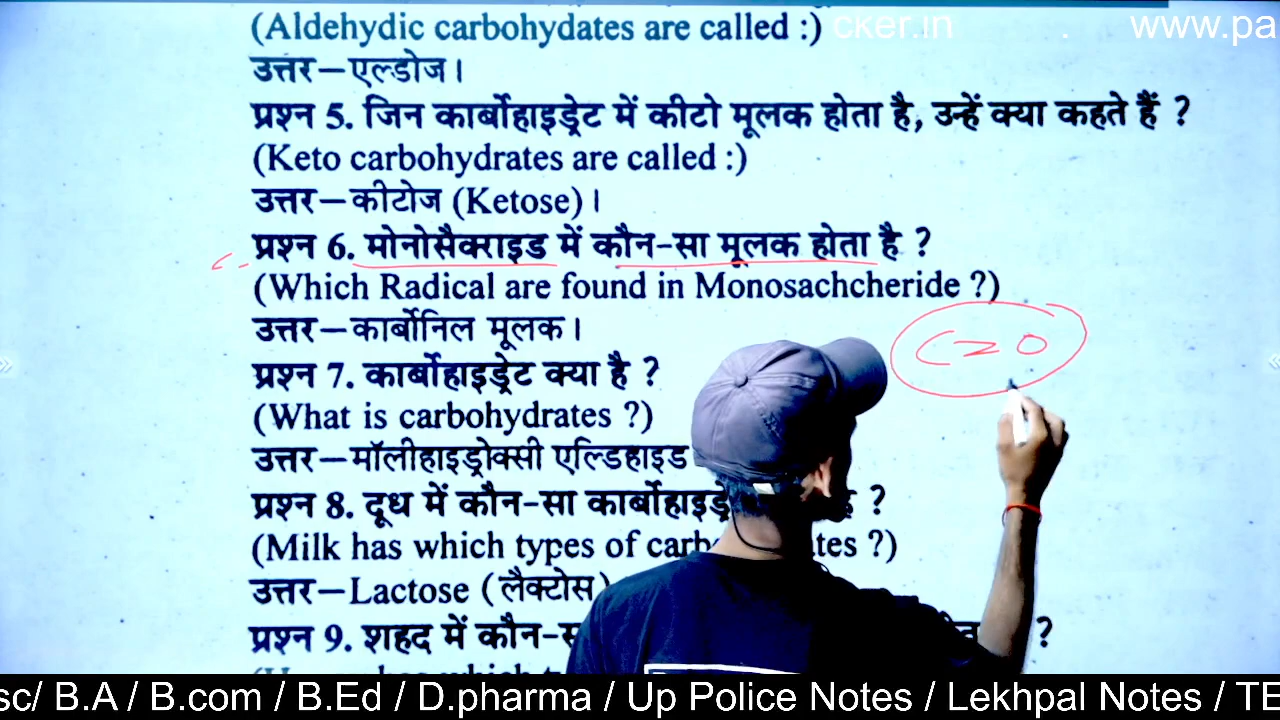 (Aldehydic carbohydates are called :) cker.in . www.pa
उत्तर–एल्डोज।
प्रश्न 5. जिन कार्बोहाइड्रेट में कीटो मूलक होता है, उन्हें क्या कहते हैं ?
(Keto carbohydrates are called :)
उत्तर–कीटोज (Ketose)।
प्रश्न 6. मोनोसैक्राइड में कौन-सा मूलक होता है ?
(Which Radical are found in Monosachcheride ?)
उत्तर–कार्बोनिल मूलक।
C=O
प्रश्न 7. कार्बोहाइड्रेट क्या है ?
(What is carbohydrates ?)
उत्तर–मॉलीहाइड्रोक्सी एल्डिहाइड
प्रश्न 8. दूध में कौन-सा कार्बोहाइड्र ?
(Milk has which types of carb tes ?)
उत्तर–Lactose (लैक्टोस)
प्रश्न 9. शहद में कौन-स ?
sc/ B.A / B.com / B.Ed / D.pharma / Up Police Notes / Lekhpal Notes / TE